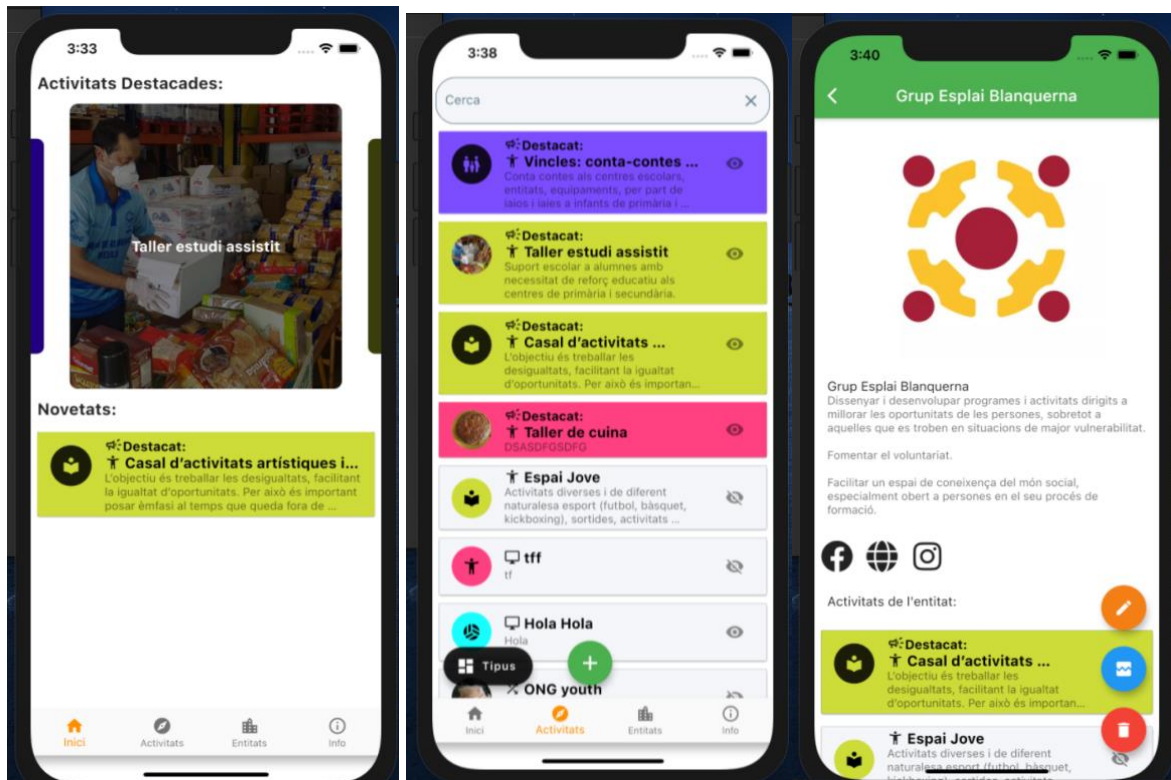 3:33
Activitats Destacades:
Taller estudi assistit
Novetats:
Destacat:
Casal d'activitats artístiques i...
L'objectiu és treballar les desigualtats, facilitant
la igualtat d'oportunitats. Per això és important
posar èmfasi al temps que queda fora de ...
Inici
Activitats
Entitats
Info
3:38
Cerca
Destacat:
Vincles: conta-contes ...
Conta contes als centres escolars,
entitats, equipaments, per part de
iaios i iaies a infants de primària i ...
Destacat:
Taller estudi assistit
Suport escolar a alumnes amb
necessitat de reforç educatiu als
centres de primària i secundària.
Destacat:
Casal d'activitats ...
L'objectiu és treballar les
desigualtats, facilitant la igualtat
d'oportunitats. Per això és importan...
Destacat:
Taller de cuina
DSASDFGSDFG
Espai Jove
Activitats diverses i de diferent
naturalesa esport (futbol, bàsquet,
kickboxing), sortides, activitats ...
tff
tf
Hola Hola
Hola
Tipus
ONG youth
Inici
Activitats
Entitats
Info
3:40
Grup Esplai Blanquerna
Grup Esplai Blanquerna
Dissenyar i desenvolupar programes i activitats dirigits a
millorar les oportunitats de les persones, sobretot a
aquelles que es troben en situacions de major vulnerabilitat.
Fomentar el voluntariat.
Facilitar un espai de coneixença del món social,
especialment obert a persones en el seu procés de
formació.
Activitats de l'entitat:
Destacat:
Casal d'activitats ...
L'objectiu és treballar les
desigualtats, facilitant la igualtat
d'oportunitats. Per això és importan...
Espai Jove
Activitats diverses i de diferent
naturalesa esport (futbol, bàsquet,
kickboxing), sortides, activitats